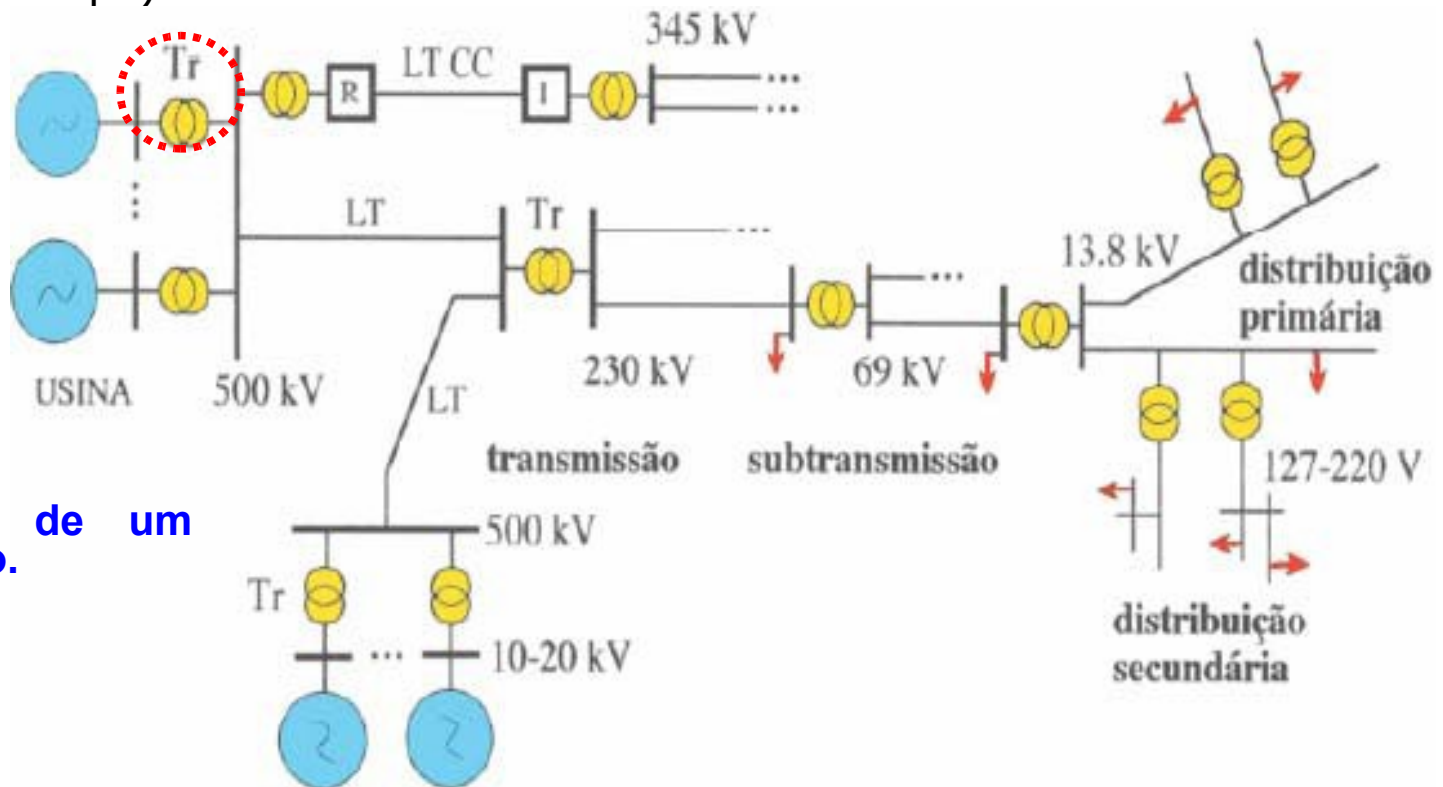 345 kV
Tr
LT CC
R
I
LT
Tr
13.8 kV
distribuição
primária
USINA
500 kV
230 kV
69 kV
LT
transmissão
subtransmissão
127-220 V
de um
500 kV
Tr
distribuição
secundária
10-20 kV